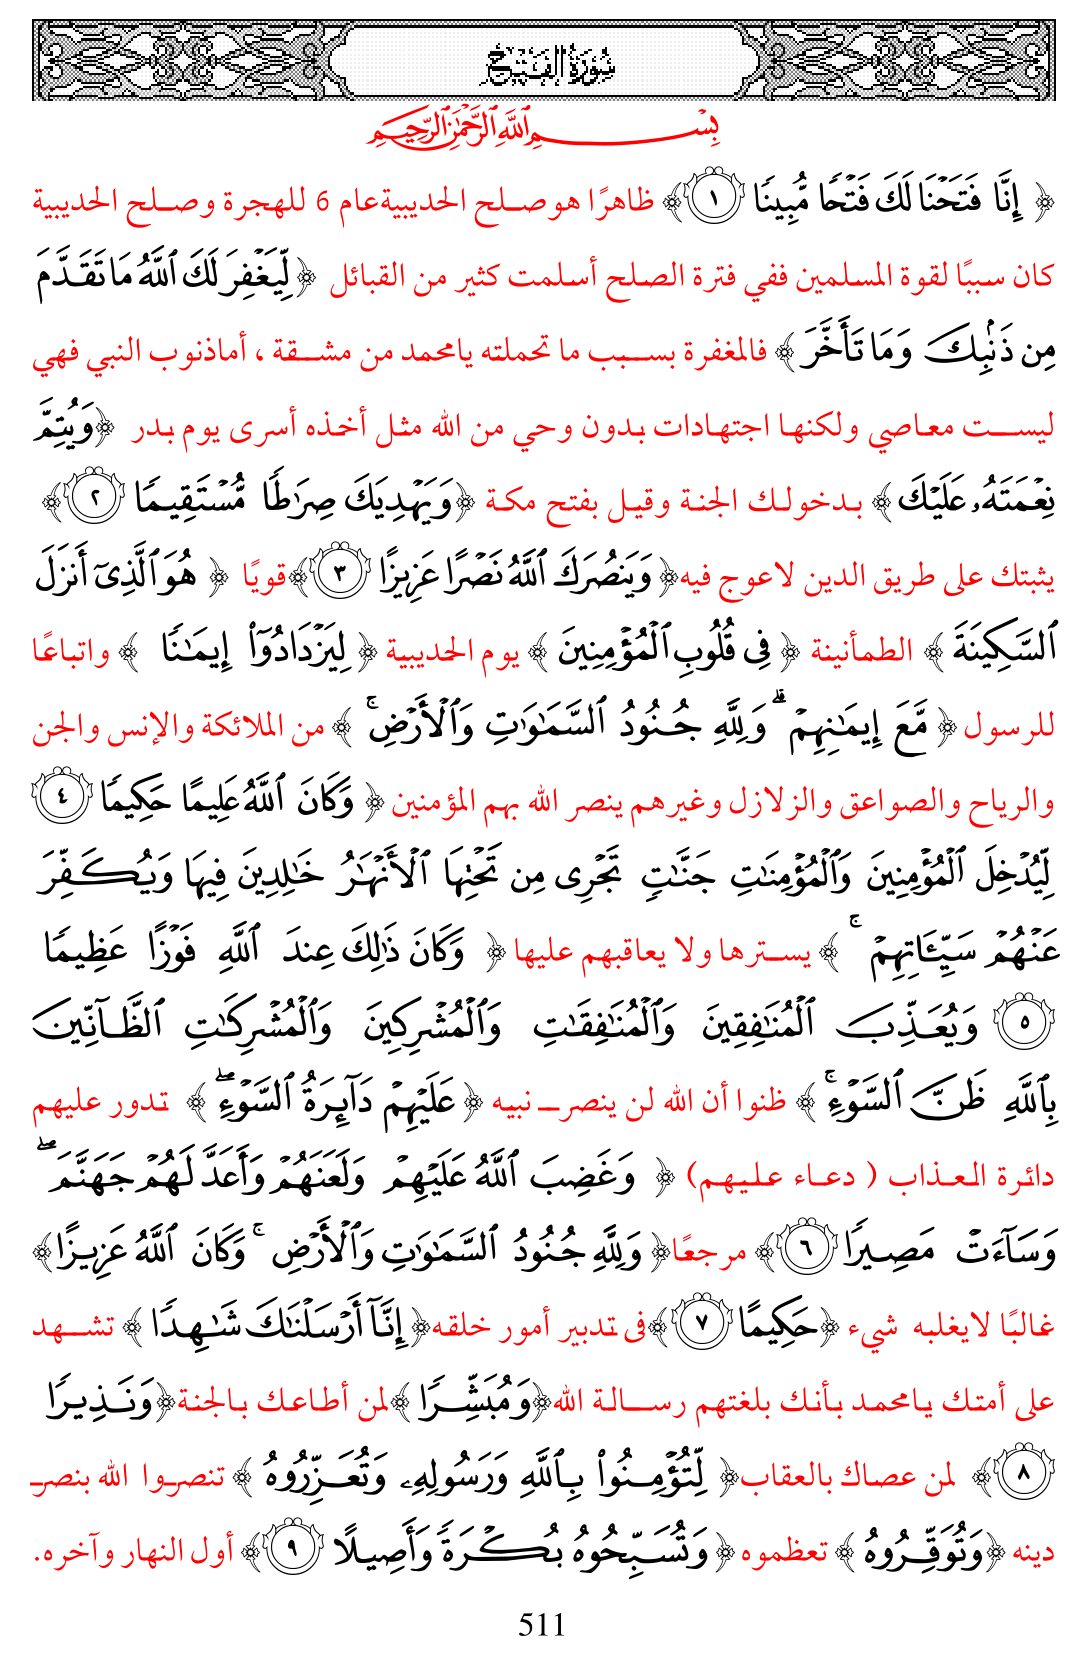 سُورَةُ الفَتْحِ
بِسْمِ ٱللَّهِ ٱلرَّحْمَٰنِ ٱلرَّحِيمِ
﴿ إِنَّا فَتَحْنَا لَكَ فَتْحًا مُّبِينًا ١﴾ ظاهرًا هو صلح الحديبية عام 6 للهجرة وصلح الحديبية
كان سببًا لقوة المسلمين ففي فترة الصلح أسلمت كثير من القبائل ﴿لِّيَغْفِرَ لَكَ ٱللَّهُ مَا تَقَدَّمَ
مِن ذَنۢبِكَ وَمَا تَأَخَّرَ ﴾ فالمغفرة بسبب ما تحملته يامحمد من مشقة ، أماذنوب النبي فهي
ليست معاصي ولكنها اجتهادات بدون وحي من الله مثل أخذه أسرى يوم بدر ﴿وَيُتِمَّ
نِعْمَتَهُۥ عَلَيْكَ ﴾ بدخولك الجنة وقيل بفتح مكة ﴿وَيَهْدِيَكَ صِرَٰطًا مُّسْتَقِيمًا ٢﴾
يثبتك على طريق الدين لاعوج فيه﴿ وَيَنصُرَكَ ٱللَّهُ نَصْرًا عَزِيزًا ٣﴾قويًا ﴿ هُوَ ٱلَّذِىٓ أَنزَلَ
ٱلسَّكِينَةَ ﴾ الطمأنينة ﴿ فِى قُلُوبِ ٱلْمُؤْمِنِينَ ﴾ يوم الحديبية ﴿ لِيَزْدَادُوٓا۟ إِيمَٰنًا ﴾ واتباعًا
للرسول ﴿ مَّعَ إِيمَٰنِهِمْ ۗ وَلِلَّهِ جُنُودُ ٱلسَّمَٰوَٰتِ وَٱلْأَرْضِ ۚ ﴾ من الملائكة والإنس والجن
والرياح والصواعق والزلازل وغيرهم ينصر الله بهم المؤمنين ﴿ وَكَانَ ٱللَّهُ عَلِيمًا حَكِيمًا ٤
لِّيُدْخِلَ ٱلْمُؤْمِنِينَ وَٱلْمُؤْمِنَٰتِ جَنَّٰتٍ تَجْرِى مِن تَحْتِهَا ٱلْأَنْهَٰرُ خَٰلِدِينَ فِيهَا وَيُكَفِّرَ
عَنْهُمْ سَيِّـَٔاتِهِمْ ۚ ﴾ يسترها ولا يعاقبهم عليها ﴿ وَكَانَ ذَٰلِكَ عِندَ ٱللَّهِ فَوْزًا عَظِيمًا
٥ وَيُعَذِّبَ ٱلْمُنَٰفِقِينَ وَٱلْمُنَٰفِقَٰتِ وَٱلْمُشْرِكِينَ وَٱلْمُشْرِكَٰتِ ٱلظَّآنِّينَ
بِٱللَّهِ ظَنَّ ٱلسَّوْءِ ۚ ﴾ ظنوا أن الله لن ينصر نبيه ﴿ عَلَيْهِمْ دَآئِرَةُ ٱلسَّوْءِ ۖ ﴾ تدور عليهم
دائرة العذاب ( دعاء عليهم) ﴿ وَغَضِبَ ٱللَّهُ عَلَيْهِمْ وَلَعَنَهُمْ وَأَعَدَّ لَهُمْ جَهَنَّمَ ۖ
وَسَآءَتْ مَصِيرًا ٦﴾ مرجعًا﴿ وَلِلَّهِ جُنُودُ ٱلسَّمَٰوَٰتِ وَٱلْأَرْضِ ۚ وَكَانَ ٱللَّهُ عَزِيزًا﴾
غالبًا لايغلبه شيء ﴿حَكِيمًا ٧﴾فى تدبير أمور خلقه﴿ إِنَّآ أَرْسَلْنَٰكَ شَٰهِدًا ﴾ تشهد
على أمتك يامحمد بأنك بلغتهم رسالة الله﴿وَمُبَشِّرًا ﴾لمن أطاعك بالجنة﴿وَنَذِيرًا
٨﴾ لمن عصاك بالعقاب﴿ لِّتُؤْمِنُوا۟ بِٱللَّهِ وَرَسُولِهِۦ وَتُعَزِّرُوهُ ﴾ تنصروا الله بنصر
دينه ﴿وَتُوَقِّرُوهُ ﴾ تعظموه ﴿ وَتُسَبِّحُوهُ بُكْرَةً وَأَصِيلًا ٩﴾ أول النهار وآخره.
511